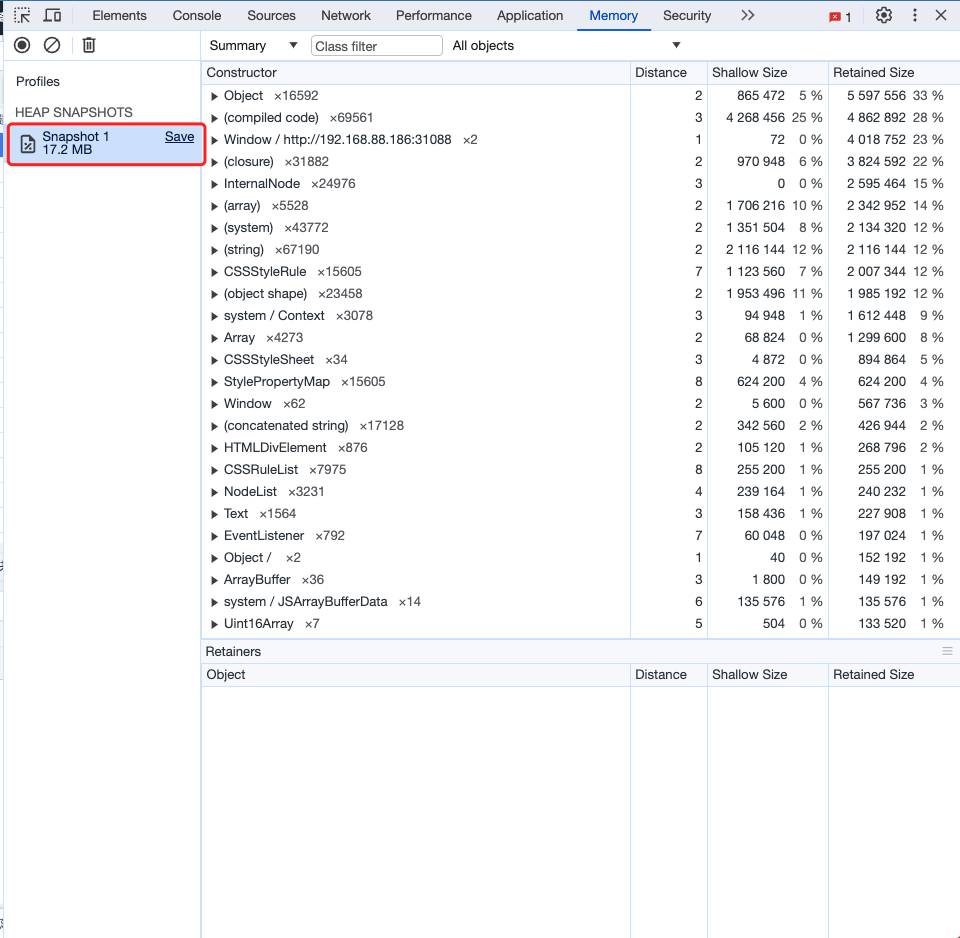 Elements Console Sources Network Performance Application Memory Security 1
Summary Class filter All objects
Profiles
HEAP SNAPSHOTS
Snapshot 1 Save
17.2 MB
Constructor Distance Shallow Size Retained Size
Object ×16592 2 865 472 5 % 5 597 556 33 %
(compiled code) ×69561 3 4 268 456 25 % 4 862 892 28 %
Window / http://192.168.88.186:31088 ×2 1 72 0 % 4 018 752 23 %
(closure) ×31882 2 970 948 6 % 3 824 592 22 %
InternalNode ×24976 3 0 0 % 2 595 464 15 %
(array) ×5528 2 1 706 216 10 % 2 342 952 14 %
(system) ×43772 2 1 351 504 8 % 2 134 320 12 %
(string) ×67190 2 2 116 144 12 % 2 116 144 12 %
CSSStyleRule ×15605 7 1 123 560 7 % 2 007 344 12 %
(object shape) ×23458 2 1 953 496 11 % 1 985 192 12 %
system / Context ×3078 3 94 948 1 % 1 612 448 9 %
Array ×4273 2 68 824 0 % 1 299 600 8 %
CSSStyleSheet ×34 3 4 872 0 % 894 864 5 %
StylePropertyMap ×15605 8 624 200 4 % 624 200 4 %
Window ×62 2 5 600 0 % 567 736 3 %
(concatenated string) ×17128 2 342 560 2 % 426 944 2 %
HTMLDivElement ×876 2 105 120 1 % 268 796 2 %
CSSRuleList ×7975 8 255 200 1 % 255 200 1 %
NodeList ×3231 4 239 164 1 % 240 232 1 %
Text ×1564 3 158 436 1 % 227 908 1 %
EventListener ×792 7 60 048 0 % 197 024 1 %
Object / ×2 1 40 0 % 152 192 1 %
ArrayBuffer ×36 3 1 800 0 % 149 192 1 %
system / JSArrayBufferData ×14 6 135 576 1 % 135 576 1 %
Uint16Array ×7 5 504 0 % 133 520 1 %
Retainers
Object Distance Shallow Size Retained Size